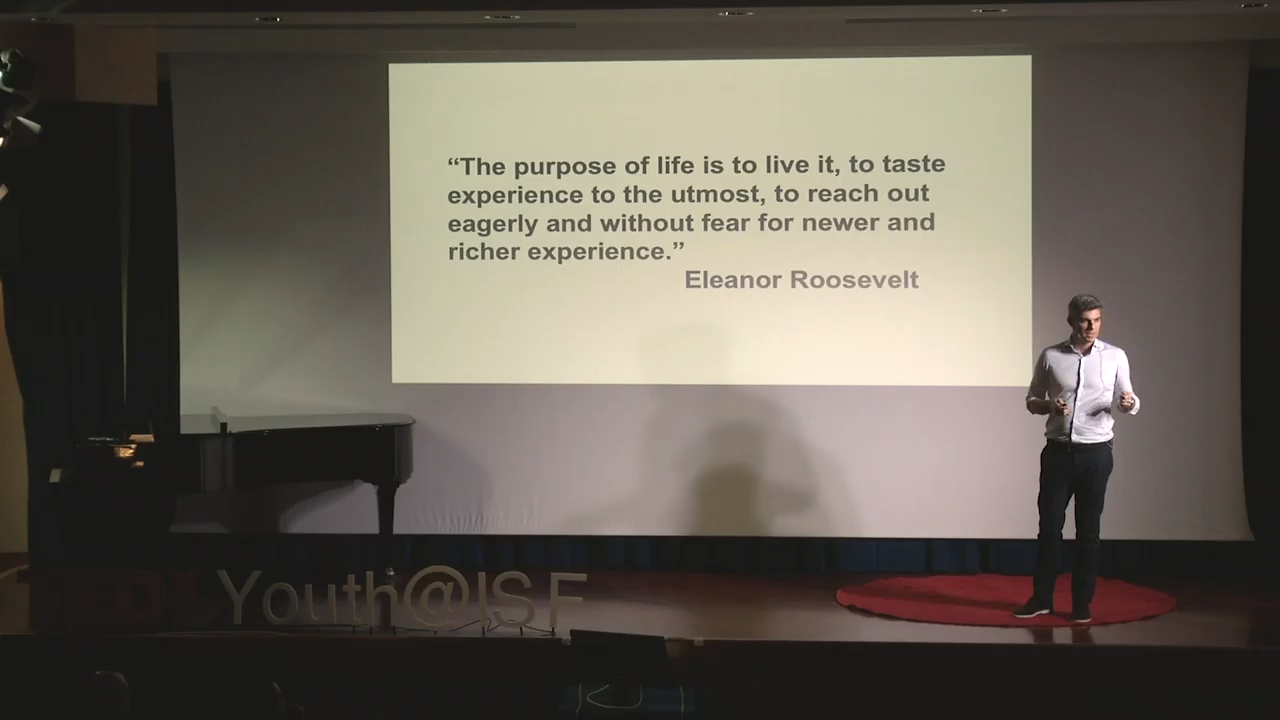 “The purpose of life is to live it, to taste
experience to the utmost, to reach out
eagerly and without fear for newer and
richer experience.”
Eleanor Roosevelt
TEDx Youth@ISF